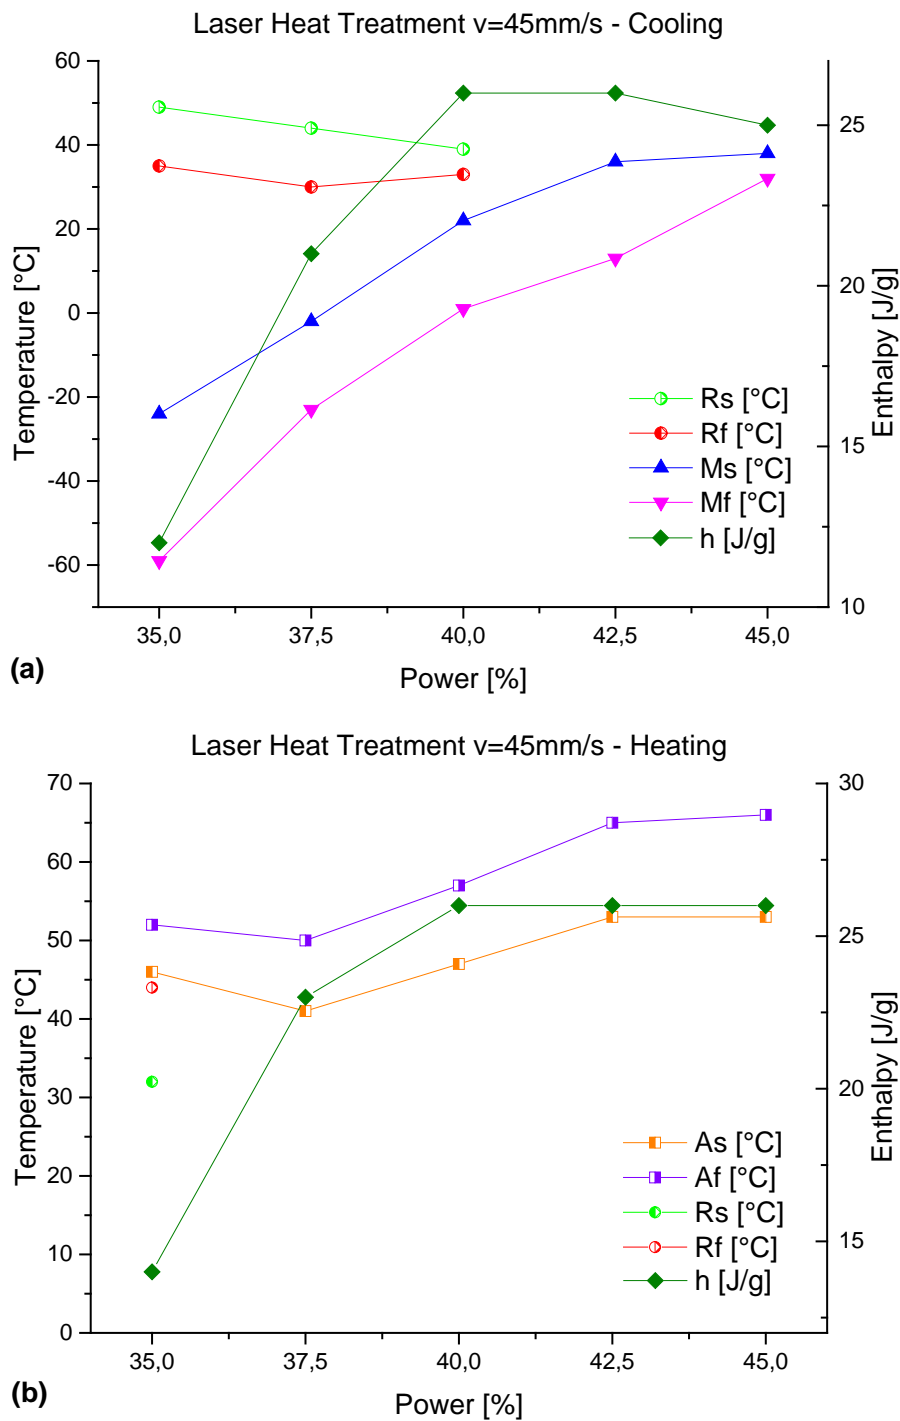 Laser Heat Treatment v=45mm/s - Cooling
60
40
20
0
-20
-40
-60
Temperature [°C]
25
20
15
10
Enthalpy [J/g]
Rs [°C]
Rf [°C]
Ms [°C]
Mf [°C]
h [J/g]
35,0 37,5 40,0 42,5 45,0
(a)
Power [%]
Laser Heat Treatment v=45mm/s - Heating
70
60
50
40
30
20
10
0
Temperature [°C]
30
25
20
15
Enthalpy [J/g]
As [°C]
Af [°C]
Rs [°C]
Rf [°C]
h [J/g]
35,0 37,5 40,0 42,5 45,0
(b)
Power [%]